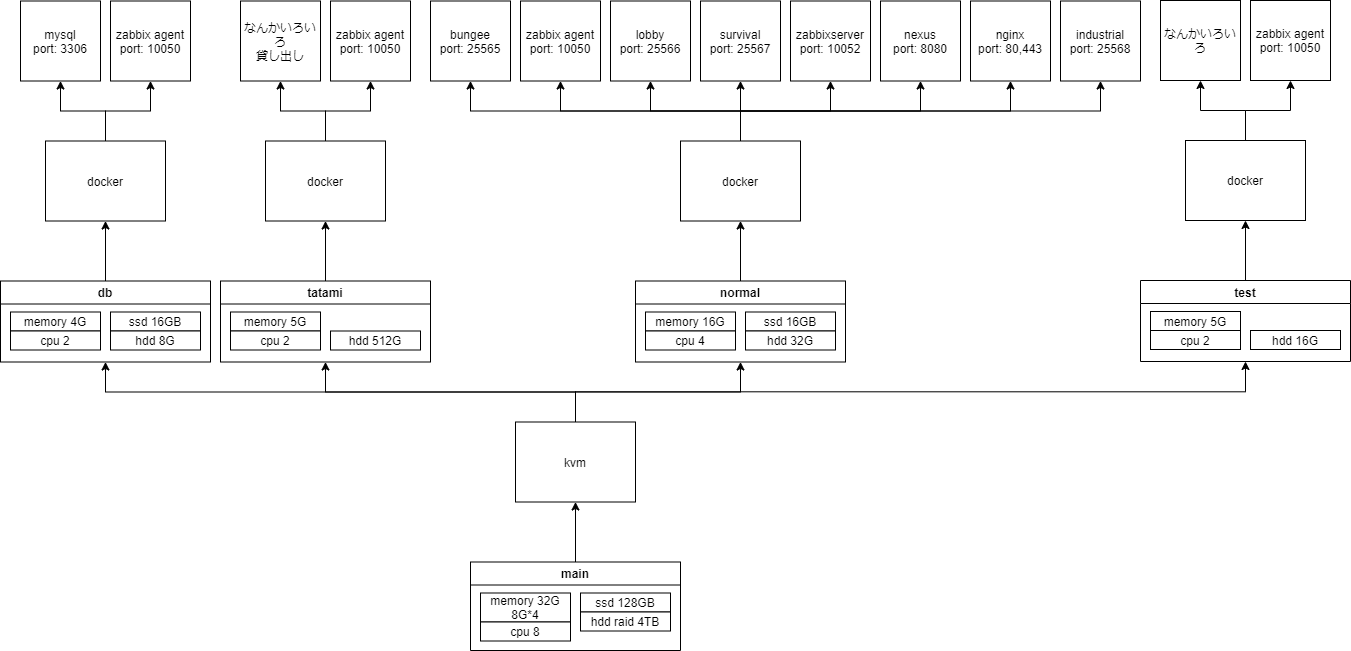 mysql
port: 3306
zabbix agent
port: 10050
なんかいろい
ろ
貸し出し
zabbix agent
port: 10050
bungee
port: 25565
zabbix agent
port: 10050
lobby
port: 25566
survival
port: 25567
zabbixserver
port: 10052
nexus
port: 8080
nginx
port: 80,443
industrial
port: 25568
なんかいろい
ろ
zabbix agent
port: 10050
docker
docker
docker
docker
db
memory 4G
cpu 2
ssd 16GB
hdd 8G
tatami
memory 5G
cpu 2
hdd 512G
normal
memory 16G
cpu 4
ssd 16GB
hdd 32G
test
memory 5G
cpu 2
hdd 16G
kvm
main
memory 32G
8G*4
cpu 8
ssd 128GB
hdd raid 4TB